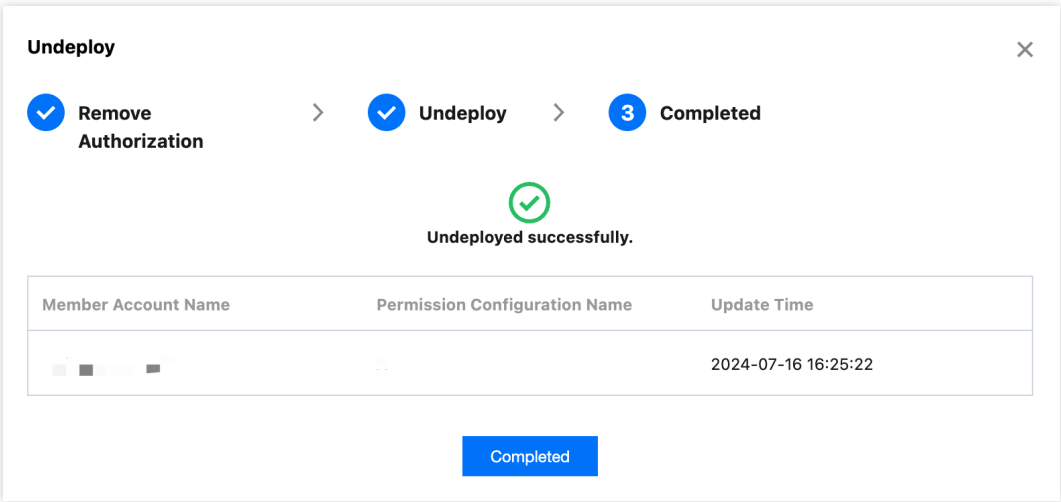 Undeploy
Remove
Authorization
Undeploy
3 Completed
Undeployed successfully.
Member Account Name Permission Configuration Name Update Time
2024-07-16 16:25:22
Completed